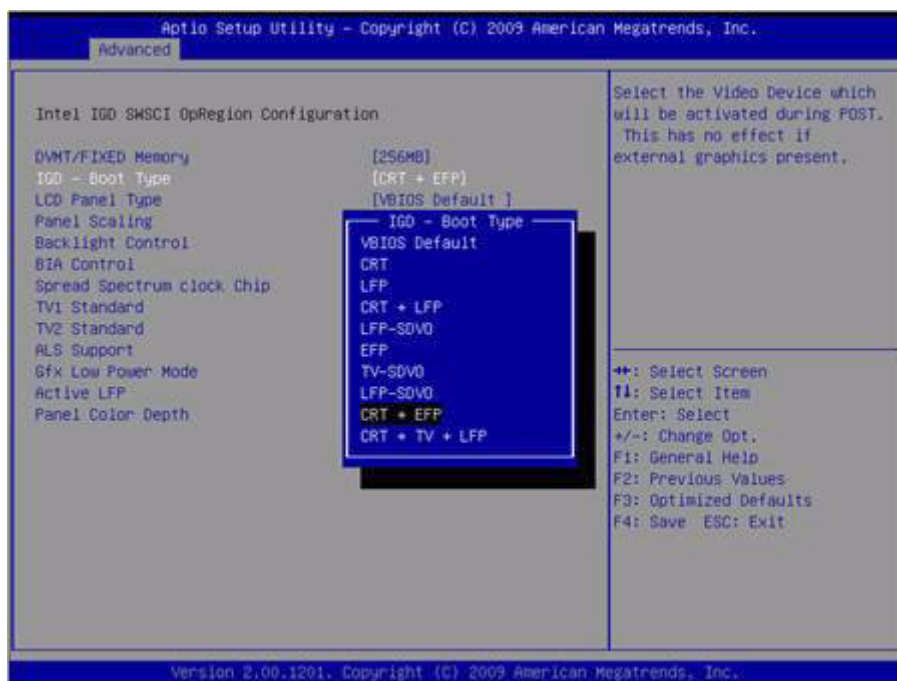 Aptio Setup Utility - Copyright (C) 2009 American Megatrends, Inc.
Advanced
Intel IGD SWSCI OpRegion Configuration
DVMT/FIXED Memory [256MB]
IGD - Boot Type [CRT + EFP]
LCD Panel Type [VBIOS Default ]
Panel Scaling
Backlight Control
BIA Control
Spread Spectrum clock Chip
TV1 Standard
TV2 Standard
ALS Support
Gfx Low Power Mode
Active LFP
Panel Color Depth
IGD - Boot Type
VBIOS Default
CRT
LFP
CRT + LFP
LFP-SDVO
EFP
TV-SDVO
LFP-SDVO
CRT + EFP
CRT + TV + LFP
Select the Video Device which
will be activated during POST.
This has no effect if
external graphics present.
→←: Select Screen
↑↓: Select Item
Enter: Select
+/-: Change Opt.
F1: General Help
F2: Previous Values
F3: Optimized Defaults
F4: Save ESC: Exit
Version 2.00.1201. Copyright (C) 2009 American Megatrends, Inc.